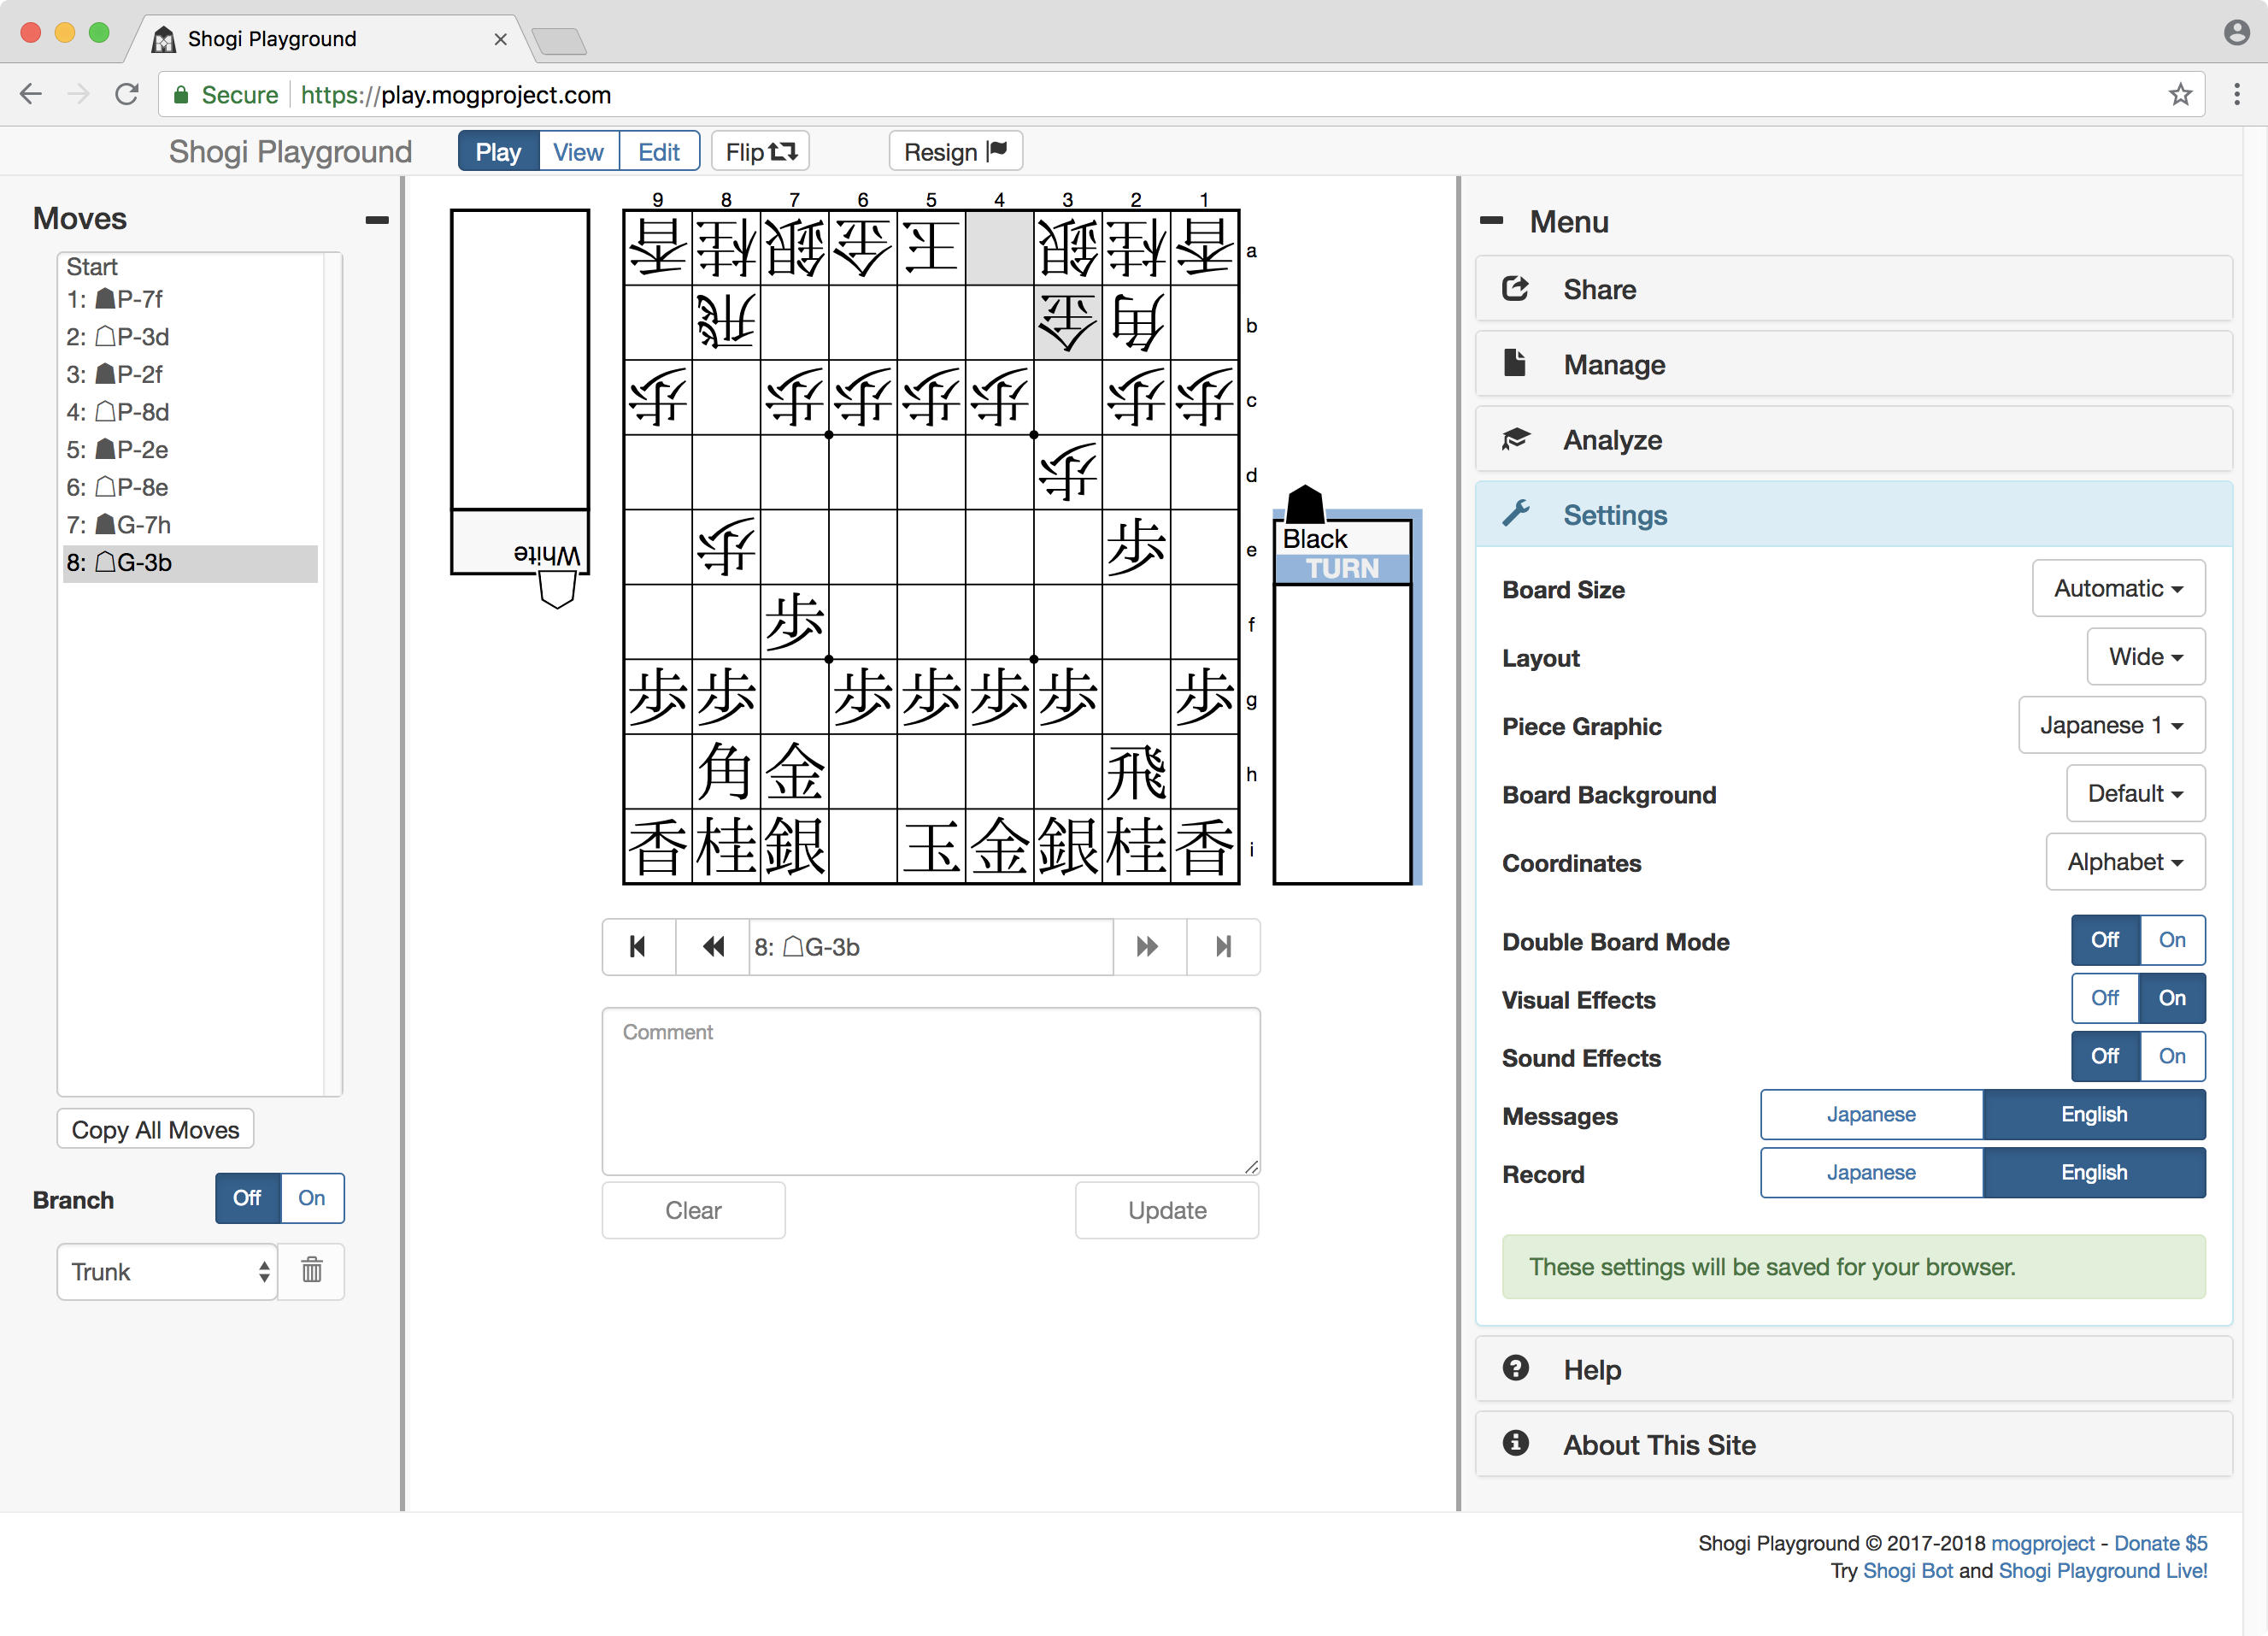 Shogi Playground
Secure https://play.mogproject.com
Shogi Playground
Play View Edit Flip Resign
Moves
Start
1: ☗P-7f
2: ☖P-3d
3: ☗P-2f
4: ☖P-8d
5: ☗P-2e
6: ☖P-8e
7: ☗G-7h
8: ☖G-3b
Copy All Moves
Branch Off On
Trunk
White
9 8 7 6 5 4 3 2 1
香 桂 銀 金 王 銀 桂 香 a
飛 金 角 b
歩 歩 歩 歩 歩 歩 歩 c
歩 d
歩 歩 e
歩 f
歩 歩 歩 歩 歩 歩 歩 g
角 金 飛 h
香 桂 銀 玉 金 銀 桂 香 i
Black
TURN
8: ☖G-3b
Comment
Clear Update
Menu
Share
Manage
Analyze
Settings
Board Size Automatic
Layout Wide
Piece Graphic Japanese 1
Board Background Default
Coordinates Alphabet
Double Board Mode Off On
Visual Effects Off On
Sound Effects Off On
Messages Japanese English
Record Japanese English
These settings will be saved for your browser.
Help
About This Site
Shogi Playground © 2017-2018 mogproject - Donate $5
Try Shogi Bot and Shogi Playground Live!